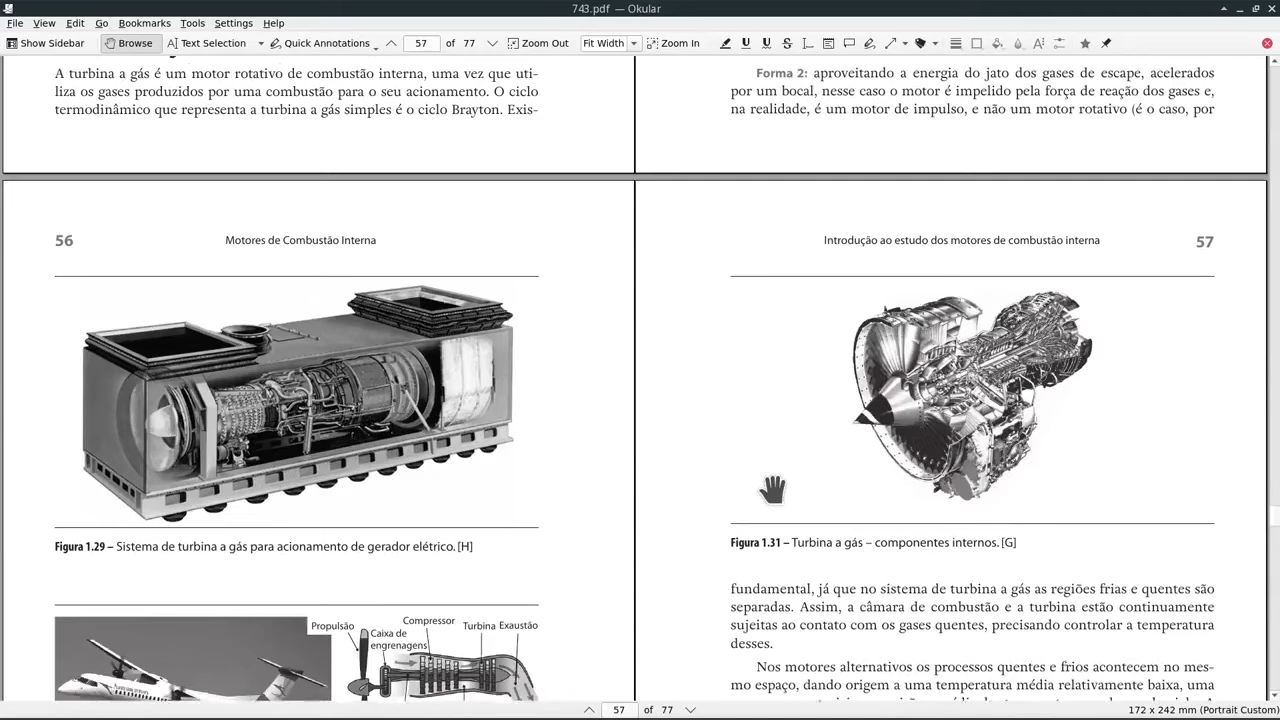 743.pdf — Okular
File View Edit Go Bookmarks Tools Settings Help
Show Sidebar Browse Text Selection Quick Annotations 57 of 77 Zoom Out Fit Width Zoom In
A turbina a gás é um motor rotativo de combustão interna, uma vez que uti-
liza os gases produzidos por uma combustão para o seu acionamento. O ciclo
termodinâmico que representa a turbina a gás simples é o ciclo Brayton. Exis-
Forma 2: aproveitando a energia do jato dos gases de escape, acelerados
por um bocal, nesse caso o motor é impelido pela força de reação dos gases e,
na realidade, é um motor de impulso, e não um motor rotativo (é o caso, por
56 Motores de Combustão Interna
Figura 1.29 – Sistema de turbina a gás para acionamento de gerador elétrico. [H]
Propulsão
Caixa de
engrenagens
Compressor
Turbina
Exaustão
Introdução ao estudo dos motores de combustão interna 57
Figura 1.31 – Turbina a gás – componentes internos. [G]
fundamental, já que no sistema de turbina a gás as regiões frias e quentes são
separadas. Assim, a câmara de combustão e a turbina estão continuamente
sujeitas ao contato com os gases quentes, precisando controlar a temperatura
desses.
Nos motores alternativos os processos quentes e frios acontecem no mes-
mo espaço, dando origem a uma temperatura média relativamente baixa, uma
57 of 77
172 x 242 mm (Portrait Custom)